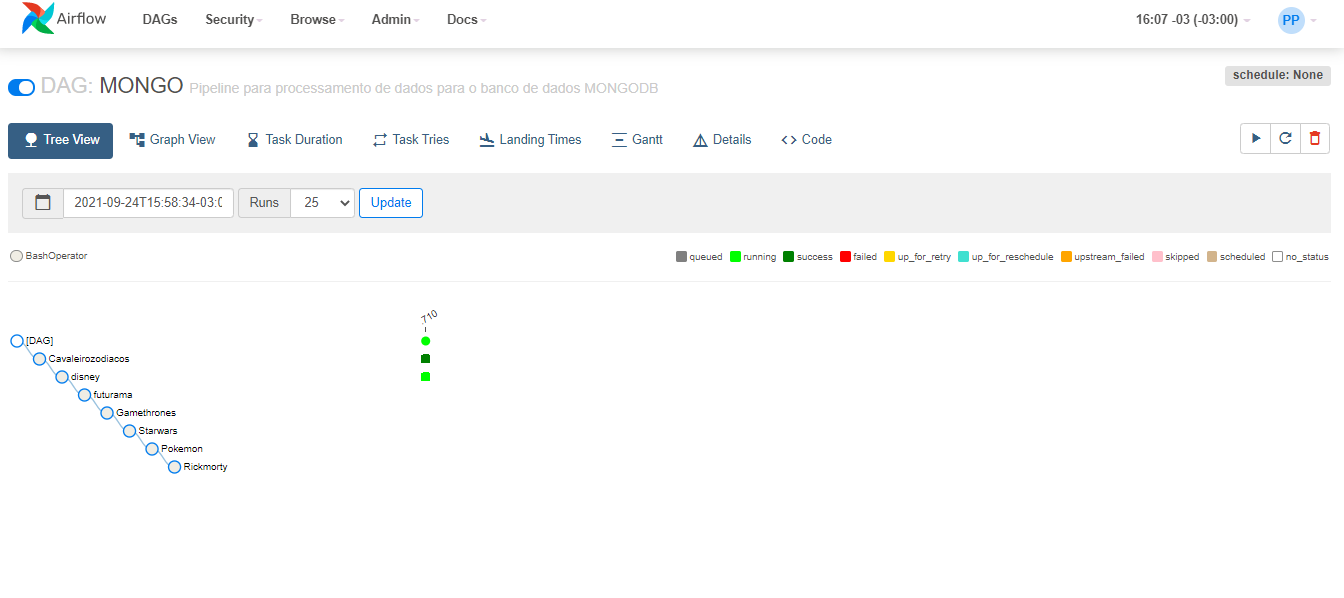 Airflow DAGs Security Browse Admin Docs 16:07 -03 (-03:00) PP
schedule: None
DAG: MONGO Pipeline para processamento de dados para o banco de dados MONGODB
Tree View Graph View Task Duration Task Tries Landing Times Gantt Details <> Code
2021-09-24T15:58:34-03:0 Runs 25 Update
BashOperator queued running success failed up_for_retry up_for_reschedule upstream_failed skipped scheduled no_status
[DAG]
Cavaleirozodiacos
disney
futurama
Gamethrones
Starwars
Pokemon
Rickmorty